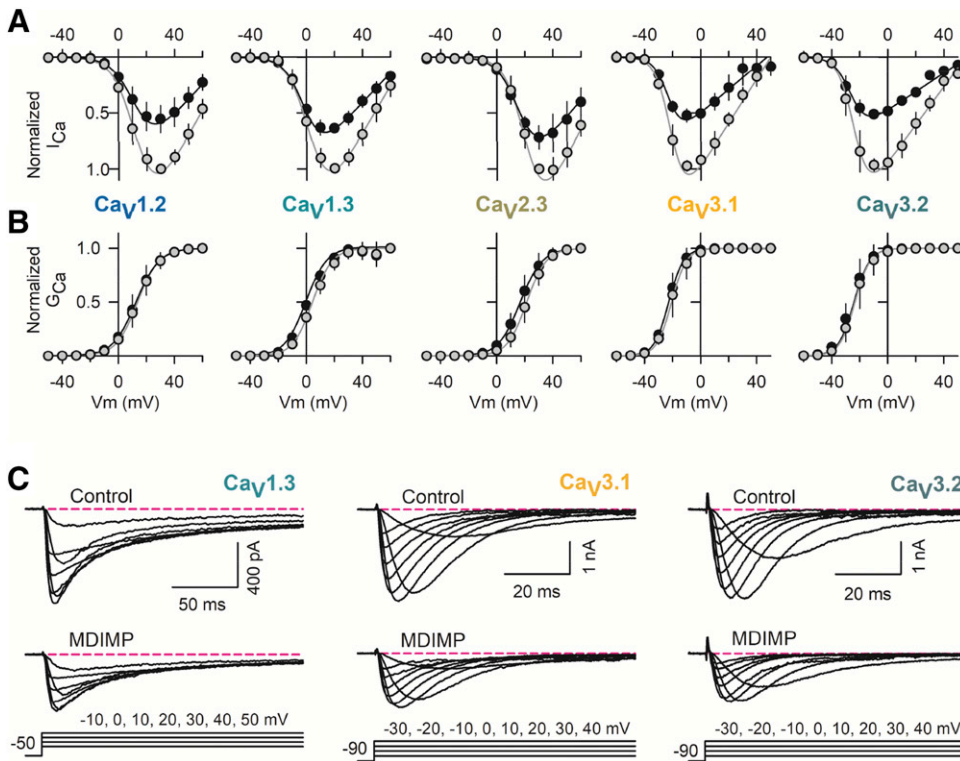 A
-40 0 40 -40 0 40 -40 0 40 -40 0 40 -40 0 40
Normalized
I Ca
0.5
1.0
CaV1.2 CaV1.3 CaV2.3 CaV3.1 CaV3.2
B
Normalized
G Ca
1.0
0.5
-40 0 40 -40 0 40 -40 0 40 -40 0 40 -40 0 40
Vm (mV) Vm (mV) Vm (mV) Vm (mV) Vm (mV)
C
CaV1.3 CaV3.1 CaV3.2
Control Control Control
400 pA 1 nA 1 nA
50 ms 20 ms 20 ms
MDIMP MDIMP MDIMP
-10, 0, 10, 20, 30, 40, 50 mV -30, -20, -10, 0, 10, 20, 30, 40 mV -30, -20, -10, 0, 10, 20, 30, 40 mV
-50 -90 -90